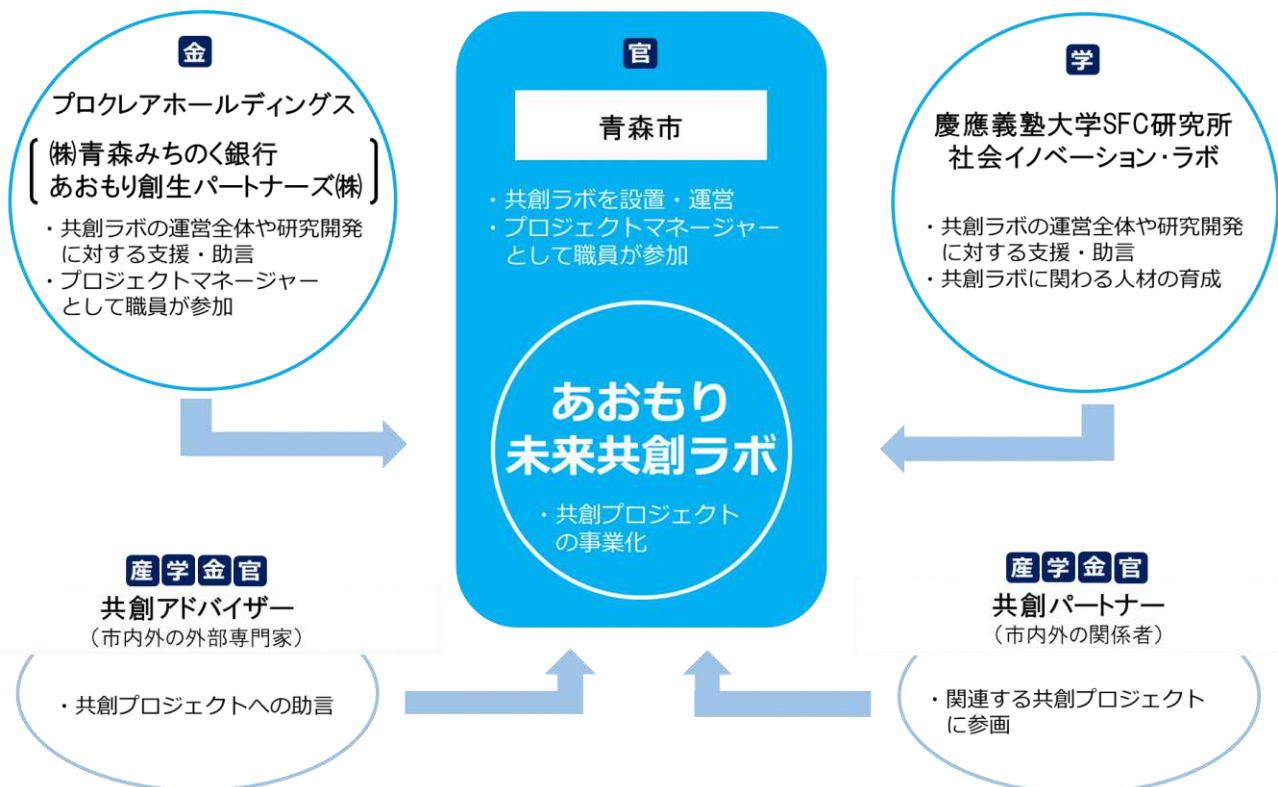 金
プロクレアホールディングス
㈱青森みちのく銀行
あおもり創生パートナーズ㈱
・共創ラボの運営全体や研究開発
に対する支援・助言
・プロジェクトマネージャー
として職員が参加
官
青森市
・共創ラボを設置・運営
・プロジェクトマネージャー
として職員が参加
あおもり
未来共創ラボ
・共創プロジェクト
の事業化
学
慶應義塾大学SFC研究所
社会イノベーション・ラボ
・共創ラボの運営全体や研究開発
に対する支援・助言
・共創ラボに関わる人材の育成
産学金官
共創アドバイザー
（市内外の外部専門家）
・共創プロジェクトへの助言
産学金官
共創パートナー
（市内外の関係者）
・関連する共創プロジェクト
に参画